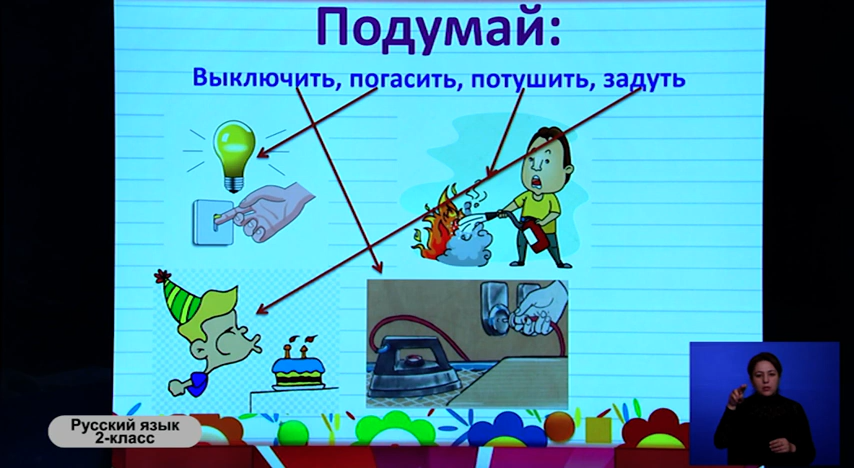 Подумай:
Выключить, погасить, потушить, задуть
Русский язык
2-класс